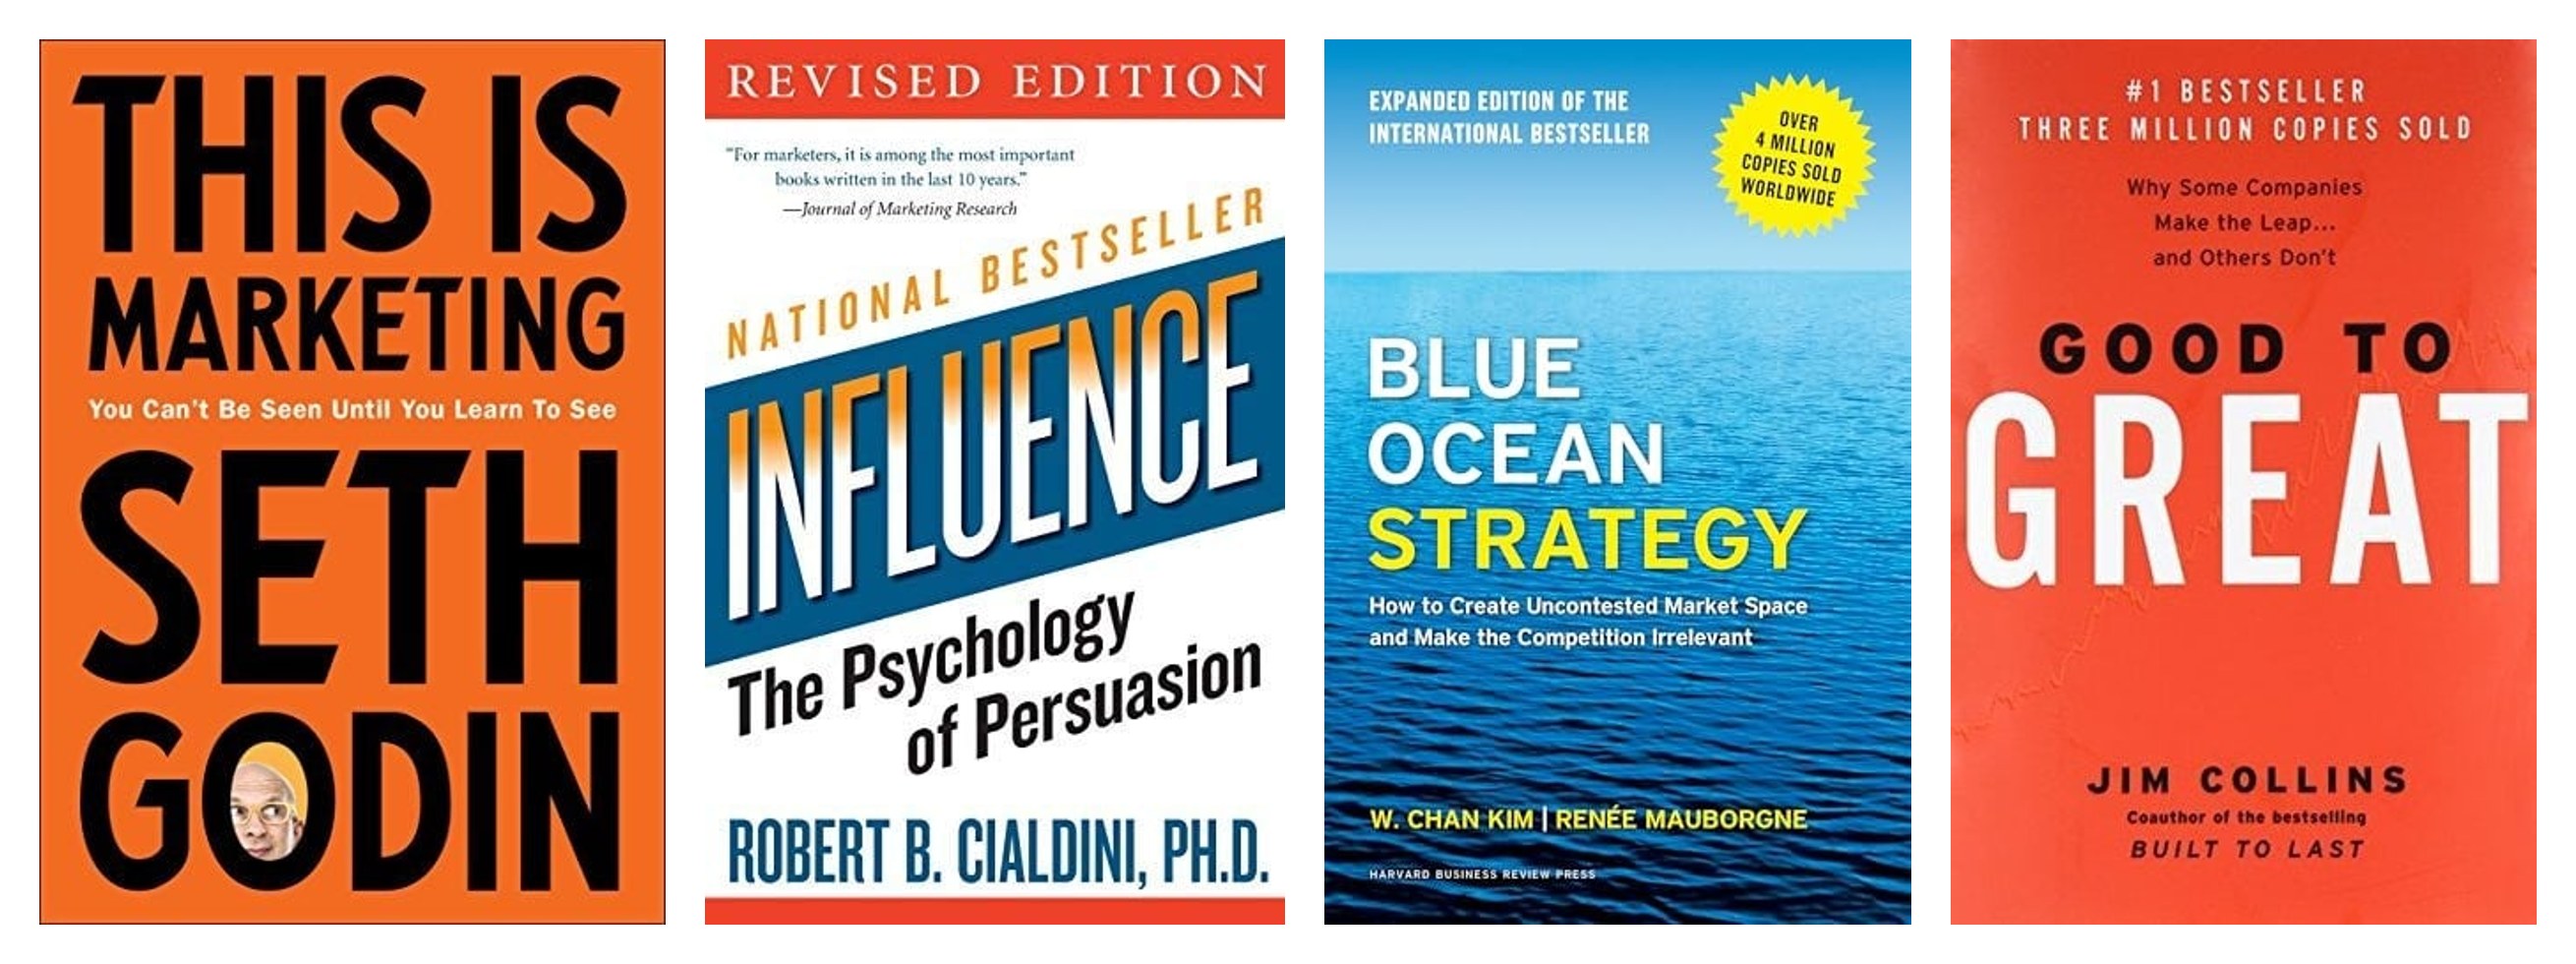 THIS IS
MARKETING
You Can't Be Seen Until You Learn To See
SETH
GODIN
REVISED EDITION
"For marketers, it is among the most important
books written in the last 10 years."
—Journal of Marketing Research
NATIONAL BESTSELLER
INFLUENCE
The Psychology
of Persuasion
ROBERT B. CIALDINI, PH.D.
EXPANDED EDITION OF THE
INTERNATIONAL BESTSELLER
OVER
4 MILLION
COPIES SOLD
WORLDWIDE
BLUE
OCEAN
STRATEGY
How to Create Uncontested Market Space
and Make the Competition Irrelevant
W. CHAN KIM | RENÉE MAUBORGNE
HARVARD BUSINESS REVIEW PRESS
#1 BESTSELLER
THREE MILLION COPIES SOLD
Why Some Companies
Make the Leap...
and Others Don't
GOOD TO
GREAT
JIM COLLINS
Coauthor of the bestselling
BUILT TO LAST